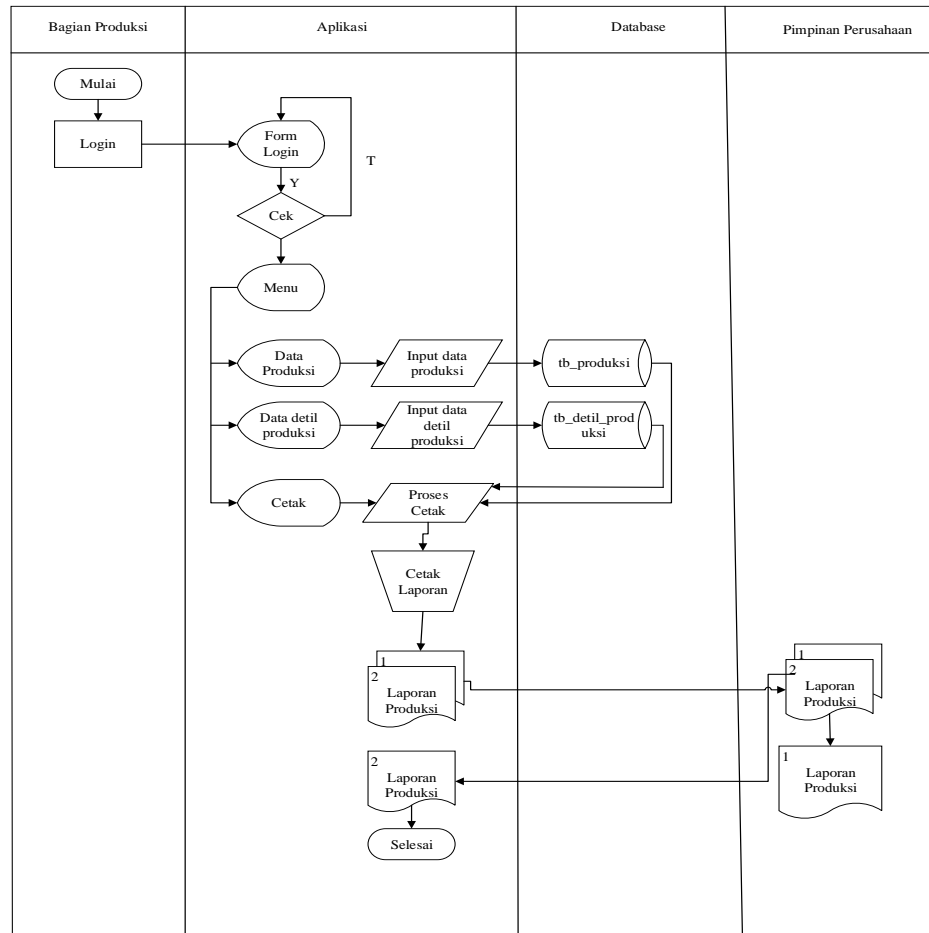 Bagian Produksi
Aplikasi
Database
Pimpinan Perusahaan
Mulai
Login
Form
Login
T
Y
Cek
Menu
Data
Produksi
Input data
produksi
tb_produksi
Data detil
produksi
Input data
detil
produksi
tb_detil_prod
uksi
Cetak
Proses
Cetak
Cetak
Laporan
1
2
Laporan
Produksi
1
2
Laporan
Produksi
2
Laporan
Produksi
1
Laporan
Produksi
Selesai